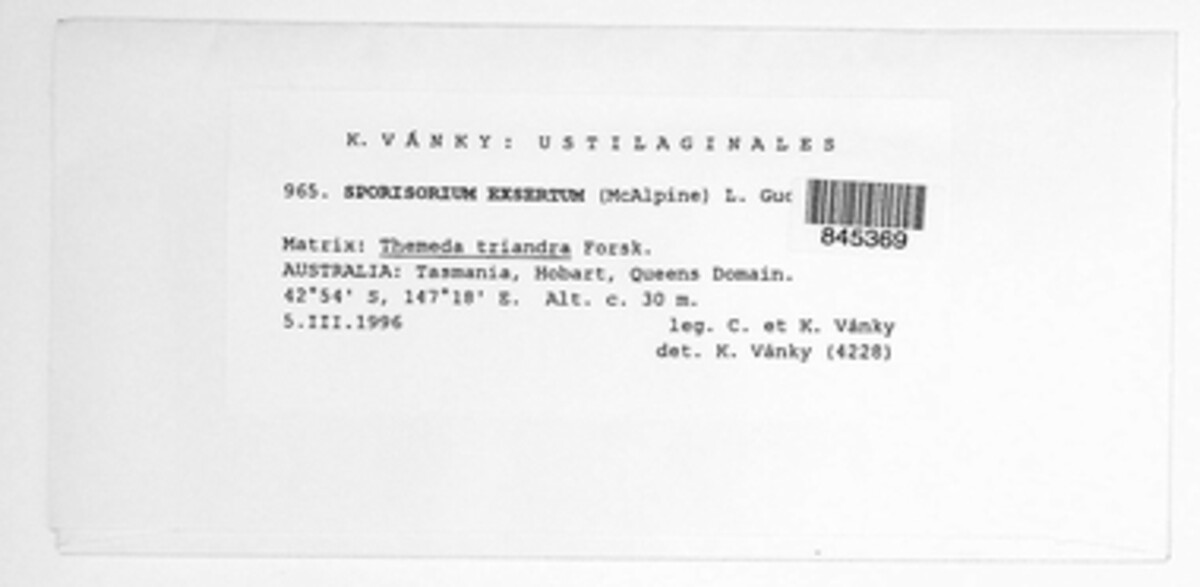 K. VÁNKY: USTILAGINALES
965. SPORISORIUM EXSERTUM (McAlpine) L. Guo
845369
Matrix: Themeda triandra Forsk.
AUSTRALIA: Tasmania, Hobart, Queens Domain.
42°54' S, 147°18' E. Alt. c. 30 m.
5.III.1996 leg. C. et K. Vánky
det. K. Vánky (4228)